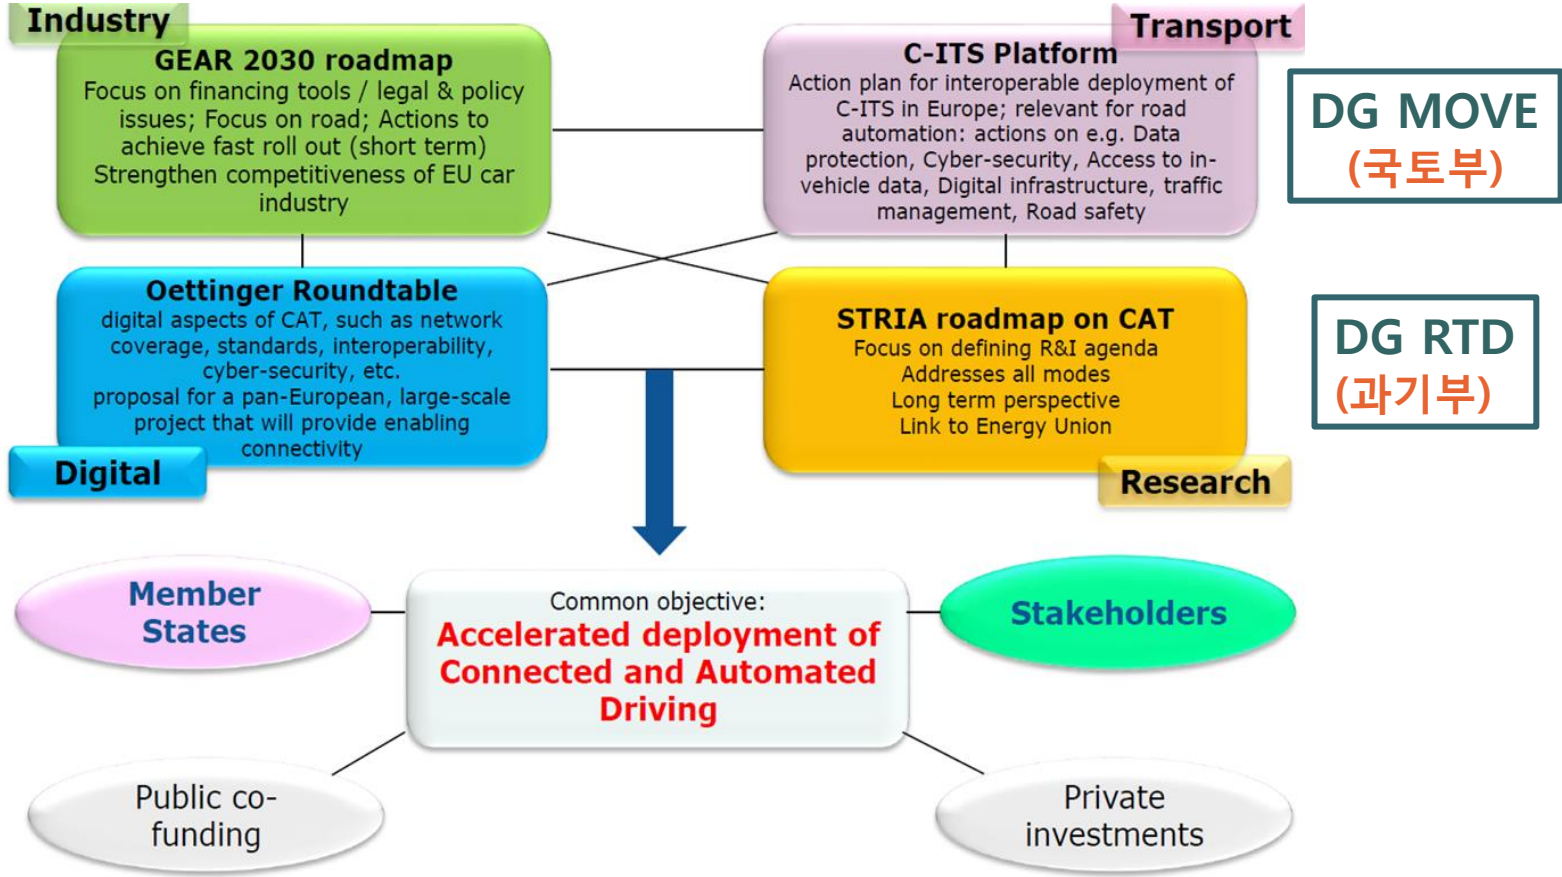 Industry
GEAR 2030 roadmap
Focus on financing tools / legal & policy
issues; Focus on road; Actions to
achieve fast roll out (short term)
Strengthen competitiveness of EU car
industry
Transport
C-ITS Platform
Action plan for interoperable deployment of
C-ITS in Europe; relevant for road
automation: actions on e.g. Data
protection, Cyber-security, Access to in-
vehicle data, Digital infrastructure, traffic
management, Road safety
DG MOVE
(국토부)
Oettinger Roundtable
digital aspects of CAT, such as network
coverage, standards, interoperability,
cyber-security, etc.
proposal for a pan-European, large-scale
project that will provide enabling
connectivity
Digital
STRIA roadmap on CAT
Focus on defining R&I agenda
Addresses all modes
Long term perspective
Link to Energy Union
Research
DG RTD
(과기부)
Member
States
Common objective:
Accelerated deployment of
Connected and Automated
Driving
Stakeholders
Public co-
funding
Private
investments